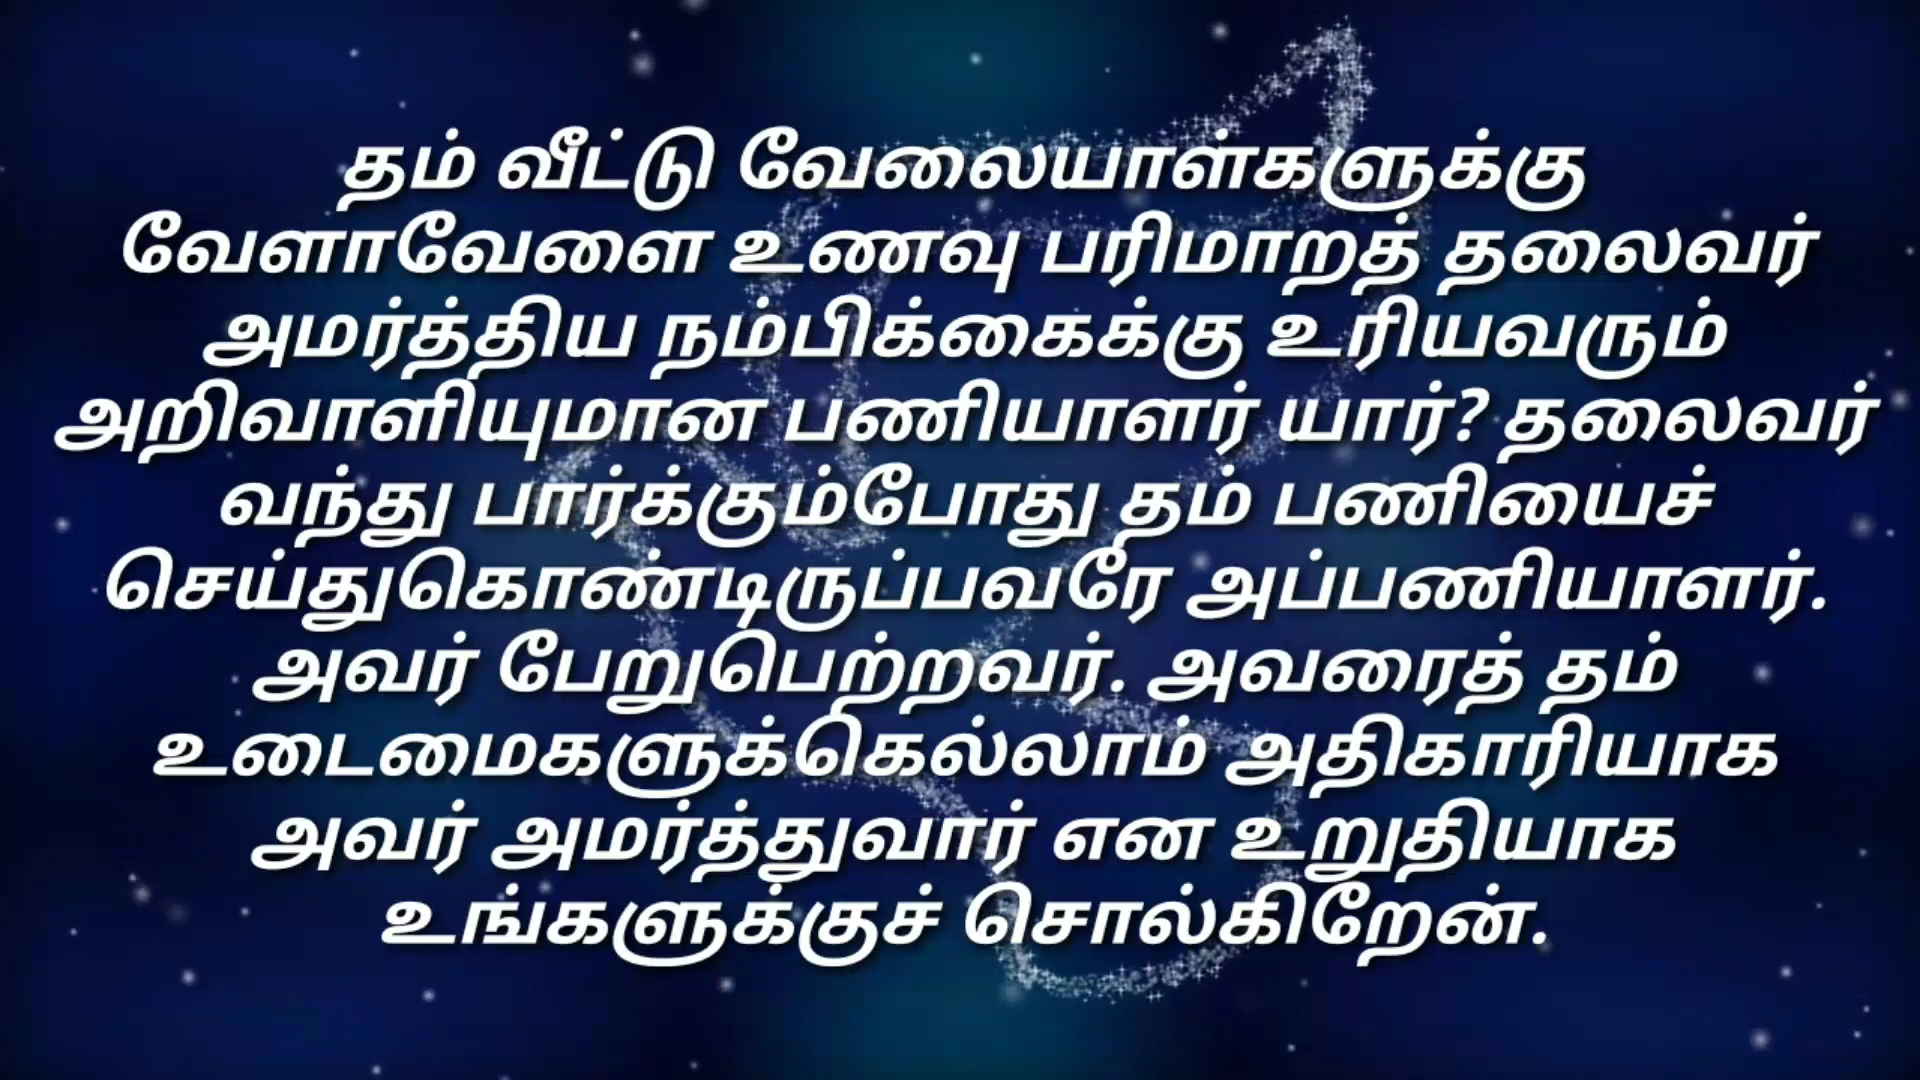 தம் வீட்டு வேலையாள்களுக்கு
வேளாவேளை உணவு பரிமாறத் தலைவர்
அமர்த்திய நம்பிக்கைக்கு உரியவரும்
அறிவாளியுமான பணியாளர் யார்? தலைவர்
வந்து பார்க்கும்போது தம் பணியைச்
செய்துகொண்டிருப்பவரே அப்பணியாளர்.
அவர் பேறுபெற்றவர். அவரைத் தம்
உடைமைகளுக்கெல்லாம் அதிகாரியாக
அவர் அமர்த்துவார் என உறுதியாக
உங்களுக்குச் சொல்கிறேன்.